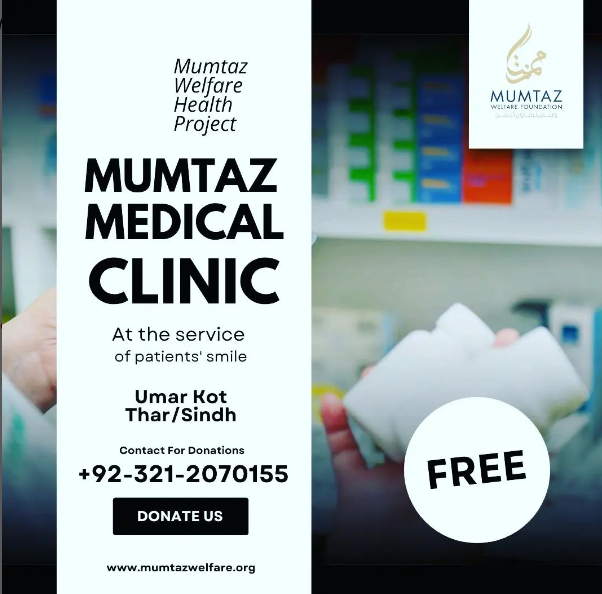 Mumtaz
Welfare
Health
Project
MUMTAZ
MEDICAL
CLINIC
At the service
of patients' smile
Umar Kot
Thar/Sindh
Contact For Donations
+92-321-2070155
DONATE US
www.mumtazwelfare.org
MUMTAZ
WELFARE FOUNDATION
FREE